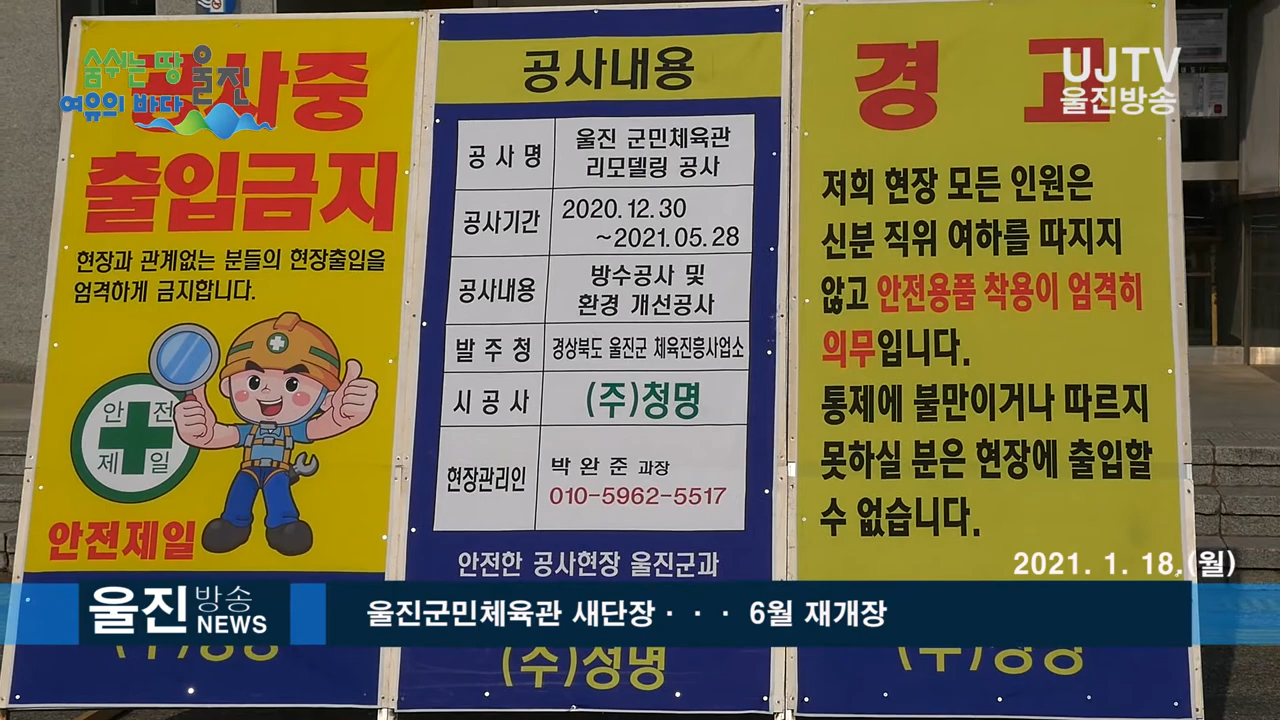 숨쉬는 땅
여유의 바다
울진
UJTV
울진방송
공사중
출입금지
현장과 관계없는 분들의 현장출입을
엄격하게 금지합니다.
안전
제일
안전제일
공사내용
공사명 울진 군민체육관
리모델링 공사
공사기간 2020.12.30
~2021.05.28
공사내용 방수공사 및
환경 개선공사
발주청 경상북도 울진군 체육진흥사업소
시공사 (주)청명
현장관리인 박완준 과장
010-5962-5517
안전한 공사현장 울진군과
(주)청명
경고
저희 현장 모든 인원은
신분 직위 여하를 따지지
않고 안전용품 착용이 엄격히
의무입니다.
통제에 불만이거나 따르지
못하실 분은 현장에 출입할
수 없습니다.
2021. 1. 18.(월)
울진방송
NEWS
울진군민체육관 새단장 · · · 6월 재개장